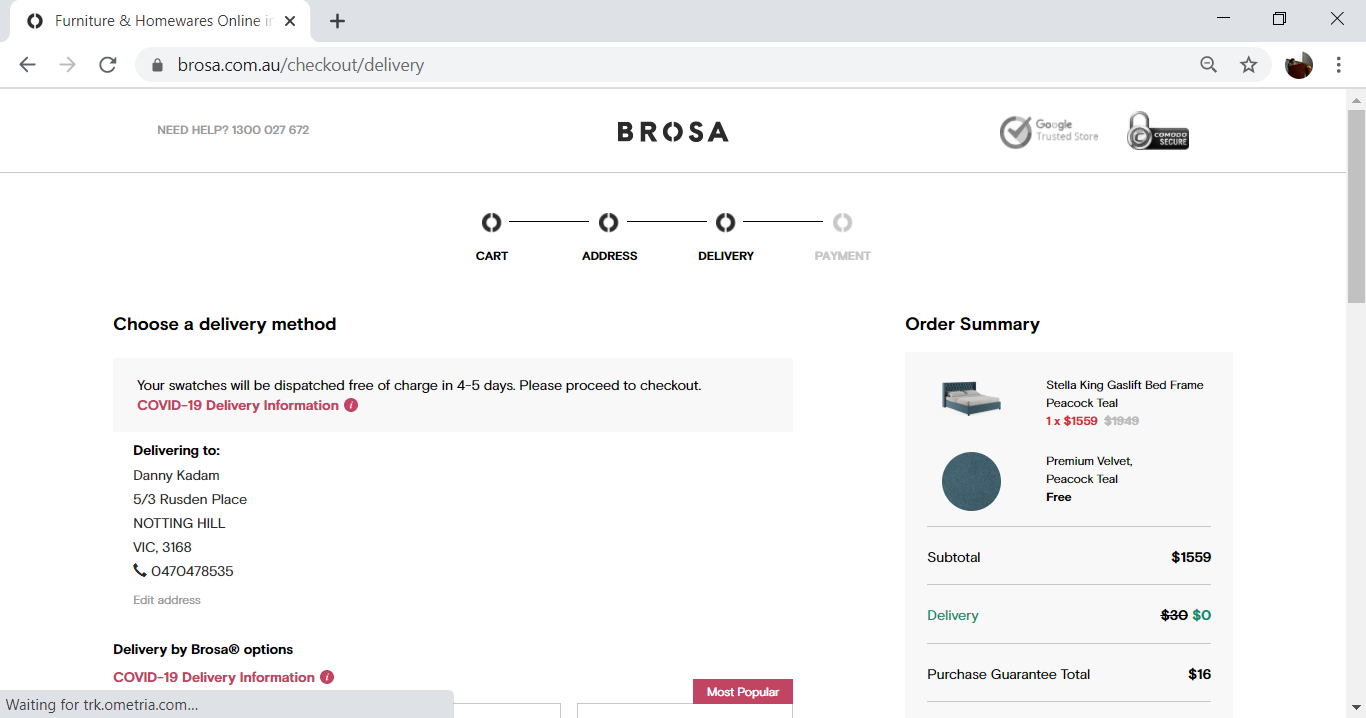 Furniture & Homewares Online in
brosa.com.au/checkout/delivery
NEED HELP? 1300 027 672
BROSA
Google
Trusted Store
COMODO
SECURE
CART
ADDRESS
DELIVERY
PAYMENT
Choose a delivery method
Your swatches will be dispatched free of charge in 4-5 days. Please proceed to checkout.
COVID-19 Delivery Information i
Delivering to:
Danny Kadam
5/3 Rusden Place
NOTTING HILL
VIC, 3168
0470478535
Edit address
Delivery by Brosa® options
COVID-19 Delivery Information i
Most Popular
Order Summary
Stella King Gaslift Bed Frame
Peacock Teal
1 x $1559 $1949
Premium Velvet,
Peacock Teal
Free
Subtotal $1559
Delivery $30 $0
Purchase Guarantee Total $16
Waiting for trk.ometria.com...